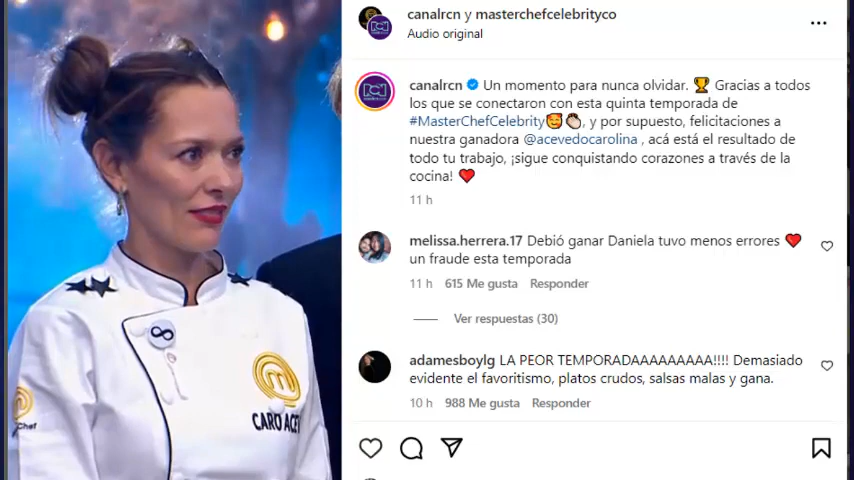 canalrcn y masterchefcelebrityco
Audio original
canalrcn Un momento para nunca olvidar. 🏆 Gracias a todos
los que se conectaron con esta quinta temporada de
#MasterChefCelebrity🥰👏, y por supuesto, felicitaciones a
nuestra ganadora @acevedocarolina , acá está el resultado de
todo tu trabajo, ¡sigue conquistando corazones a través de la
cocina! ❤️
11 h
melissa.herrera.17 Debió ganar Daniela tuvo menos errores ❤️
un fraude esta temporada
11 h 615 Me gusta Responder
Ver respuestas (30)
adamesboylg LA PEOR TEMPORADAAAAAAAAA!!!! Demasiado
evidente el favoritismo, platos crudos, salsas malas y gana.
10 h 988 Me gusta Responder
CARO ACE
Chef